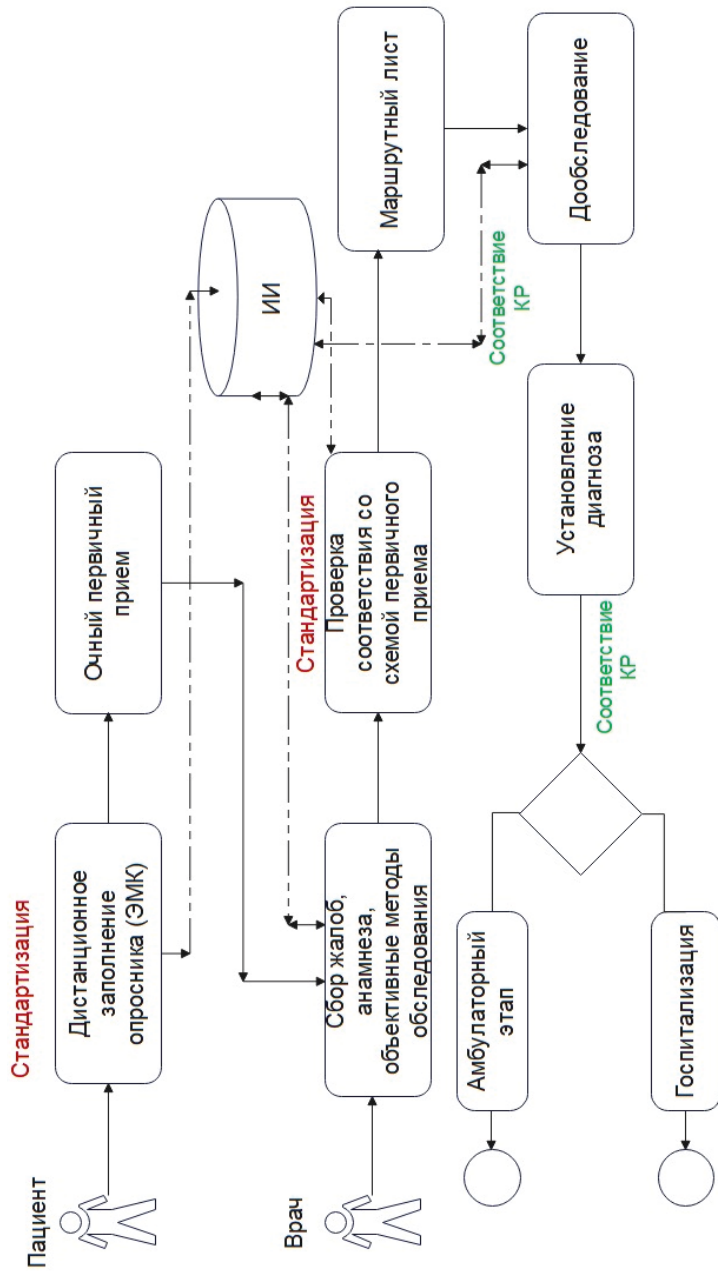 Пациент
Стандартизация
Дистанционное
заполнение
опросника (ЭМК)
Очный первичный
прием
ИИ
Врач
Сбор жалоб,
анамнеза,
объективные методы
обследования
Стандартизация
Проверка
соответствия со
схемой первичного
приема
Маршрутный лист
Соответствие
КР
Дообследование
Установление
диагноза
Соответствие
КР
Амбулаторный
этап
Госпитализация